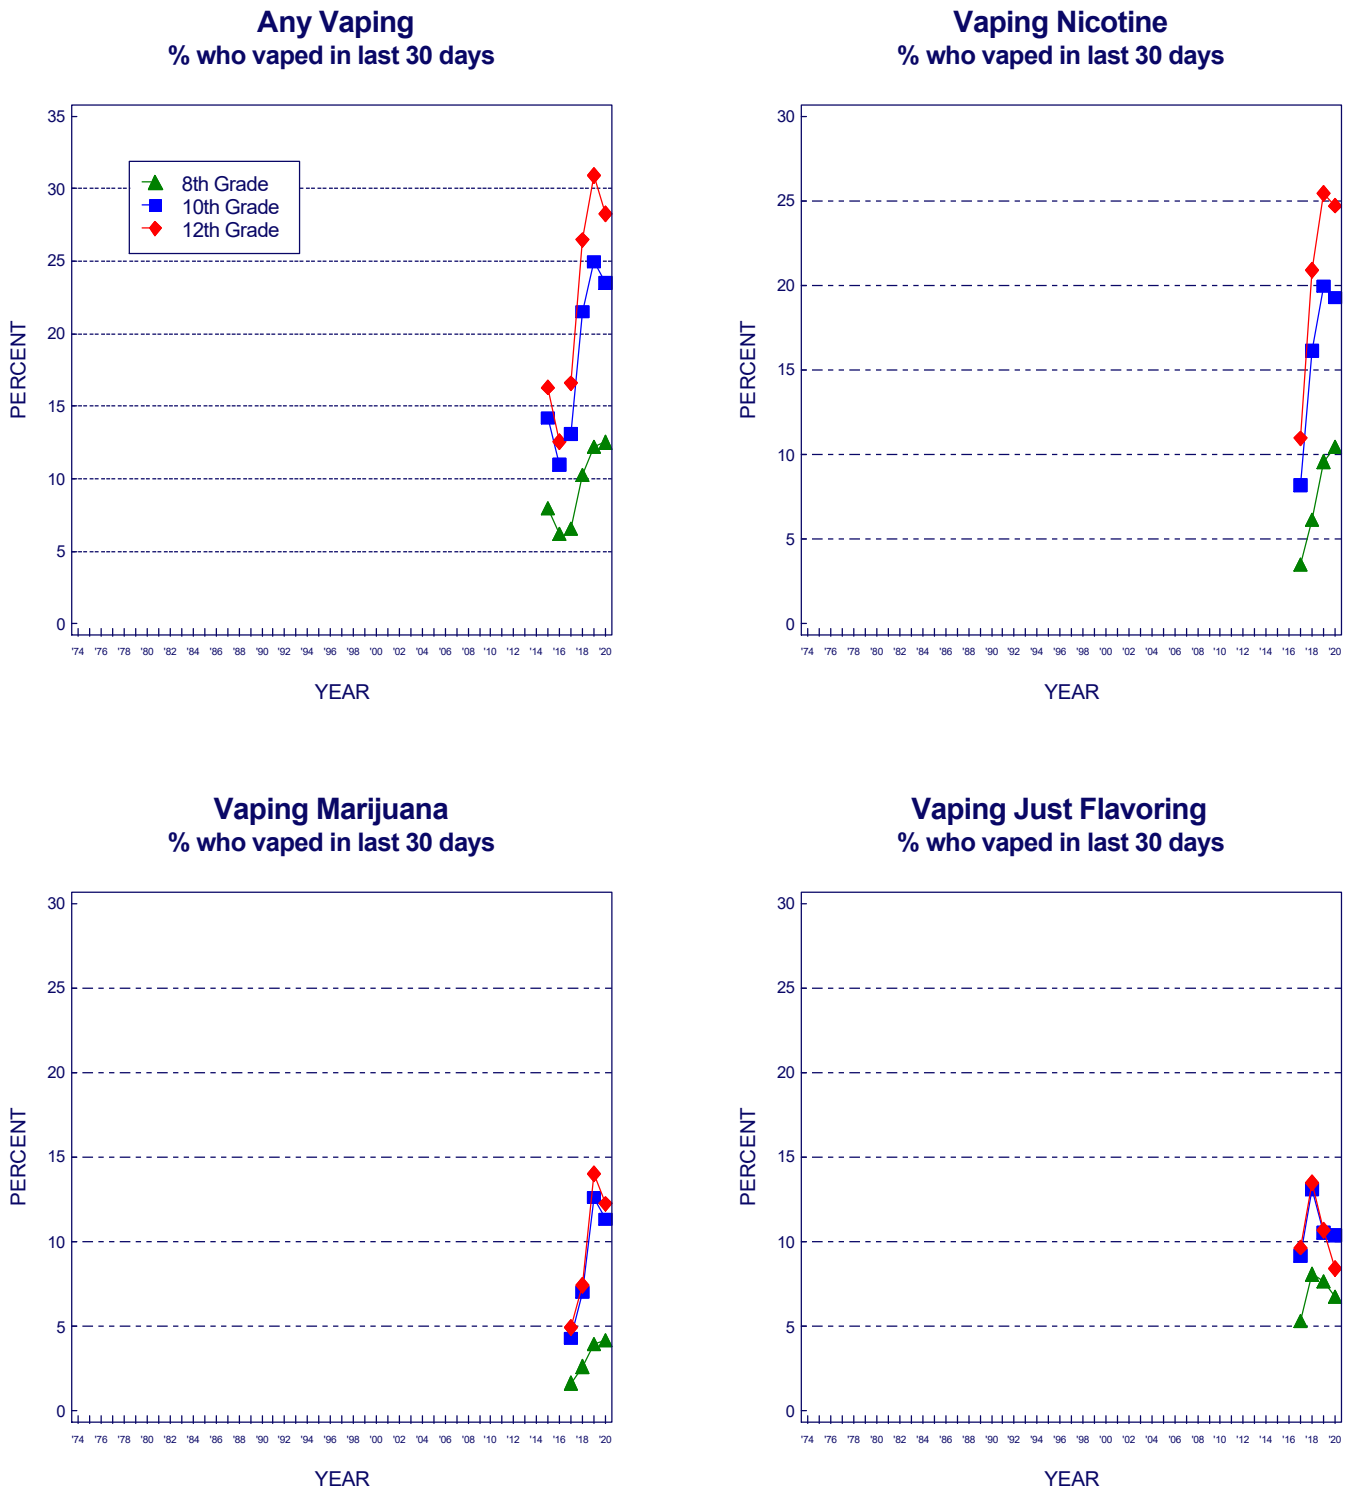 Any Vaping
% who vaped in last 30 days
35
30
25
20
15
10
5
0
PERCENT
8th Grade
10th Grade
12th Grade
'74 '76 '78 '80 '82 '84 '86 '88 '90 '92 '94 '96 '98 '00 '02 '04 '06 '08 '10 '12 '14 '16 '18 '20
YEAR
Vaping Nicotine
% who vaped in last 30 days
30
25
20
15
10
5
0
PERCENT
'74 '76 '78 '80 '82 '84 '86 '88 '90 '92 '94 '96 '98 '00 '02 '04 '06 '08 '10 '12 '14 '16 '18 '20
YEAR
Vaping Marijuana
% who vaped in last 30 days
30
25
20
15
10
5
0
PERCENT
'74 '76 '78 '80 '82 '84 '86 '88 '90 '92 '94 '96 '98 '00 '02 '04 '06 '08 '10 '12 '14 '16 '18 '20
YEAR
Vaping Just Flavoring
% who vaped in last 30 days
30
25
20
15
10
5
0
PERCENT
'74 '76 '78 '80 '82 '84 '86 '88 '90 '92 '94 '96 '98 '00 '02 '04 '06 '08 '10 '12 '14 '16 '18 '20
YEAR